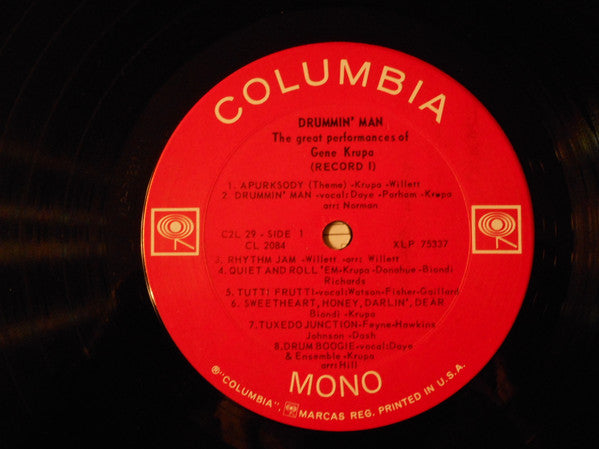 COLUMBIA
DRUMMIN' MAN
The great performances of
Gene Krupa
(RECORD I)
1. APURKSODY (Theme) -Krupa -Willett
2. DRUMMIN' MAN -vocal: Daye -Parham -Krupa
arr: Norman
C2L 29 - SIDE 1
CL 2084
XLP 75337
3. RHYTHM JAM -Willett arr: Willett
4. QUIET AND ROLL 'EM-Krupa-Donahue-Biondi
Richards
5. TUTTI FRUTTI-vocal: Watson-Fisher-Gaillard
6. SWEETHEART, HONEY, DARLIN', DEAR
Biondi -Krupa
7. TUXEDO JUNCTION -Feyne-Hawkins
Johnson -Dash
8. DRUM BOOGIE -vocal: Daye
& Ensemble -Krupa
arr: Hill
MONO
® "COLUMBIA", MARCAS REG. PRINTED IN U.S.A.